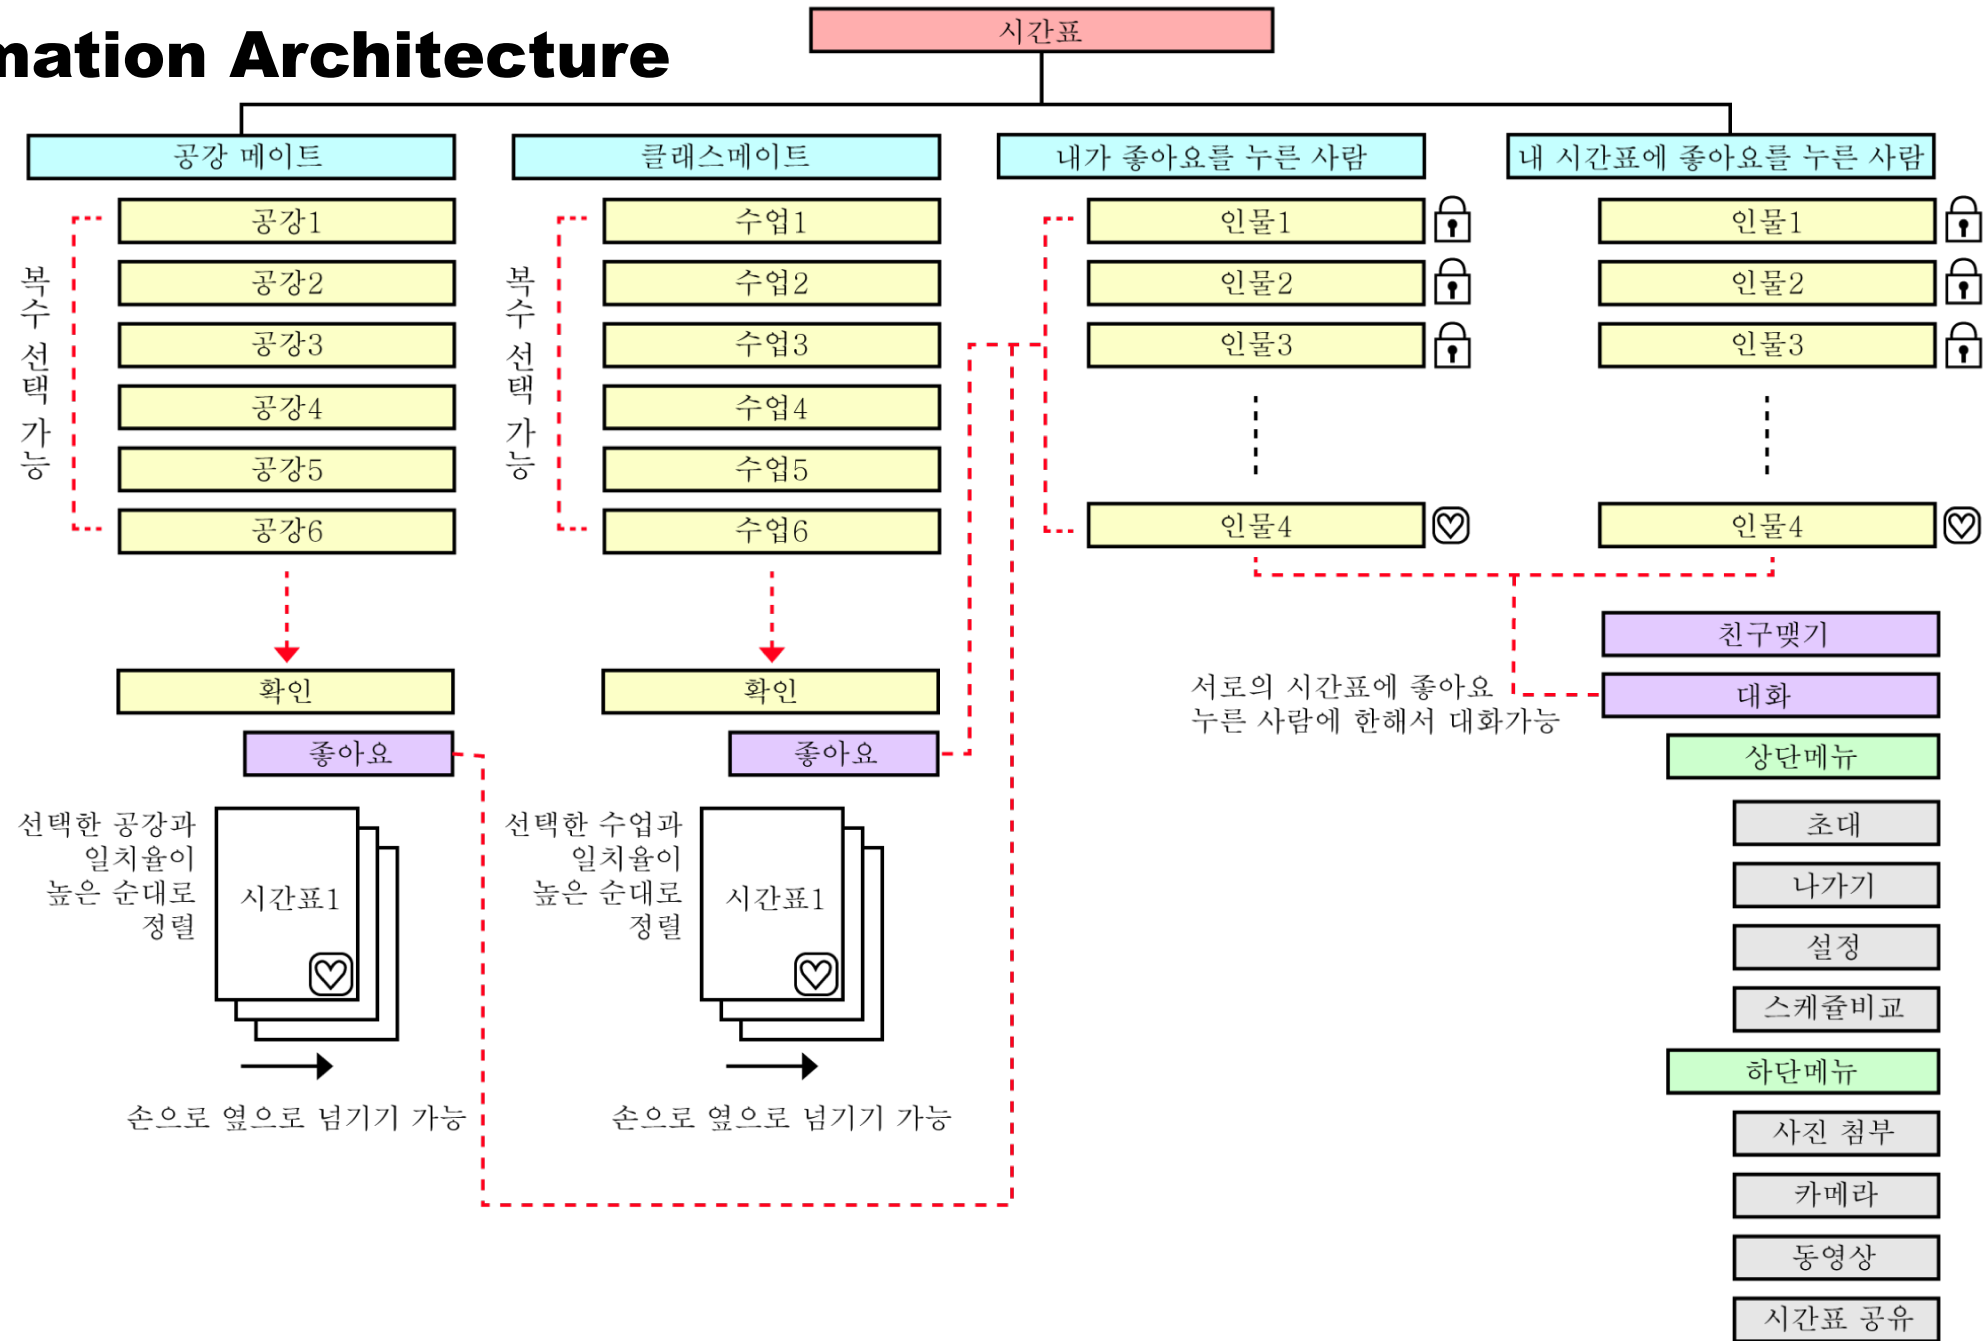 mation Architecture
시간표
공강 메이트
공강1
공강2
공강3
공강4
공강5
공강6
복수 선택 가능
확인
좋아요
선택한 공강과
일치율이
높은 순대로
정렬
시간표1
손으로 옆으로 넘기기 가능
클래스메이트
수업1
수업2
수업3
수업4
수업5
수업6
복수 선택 가능
확인
좋아요
선택한 수업과
일치율이
높은 순대로
정렬
시간표1
손으로 옆으로 넘기기 가능
내가 좋아요를 누른 사람
인물1
인물2
인물3
인물4
내 시간표에 좋아요를 누른 사람
인물1
인물2
인물3
인물4
서로의 시간표에 좋아요
누른 사람에 한해서 대화가능
친구맺기
대화
상단메뉴
초대
나가기
설정
스케쥴비교
하단메뉴
사진 첨부
카메라
동영상
시간표 공유